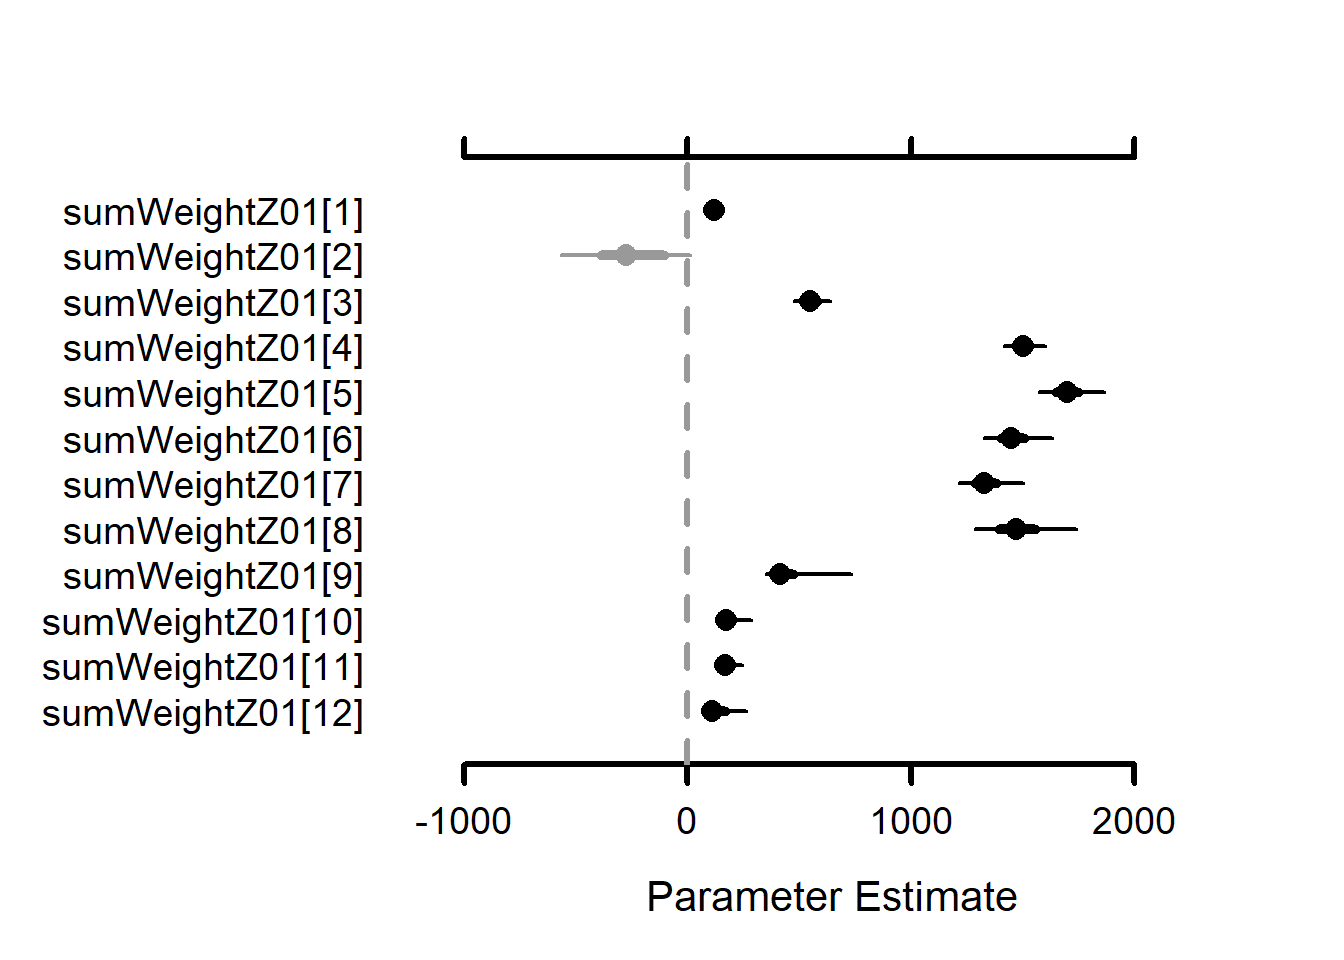 sumWeightZ01[1]
sumWeightZ01[2]
sumWeightZ01[3]
sumWeightZ01[4]
sumWeightZ01[5]
sumWeightZ01[6]
sumWeightZ01[7]
sumWeightZ01[8]
sumWeightZ01[9]
sumWeightZ01[10]
sumWeightZ01[11]
sumWeightZ01[12]
-1000 0 1000 2000
Parameter Estimate